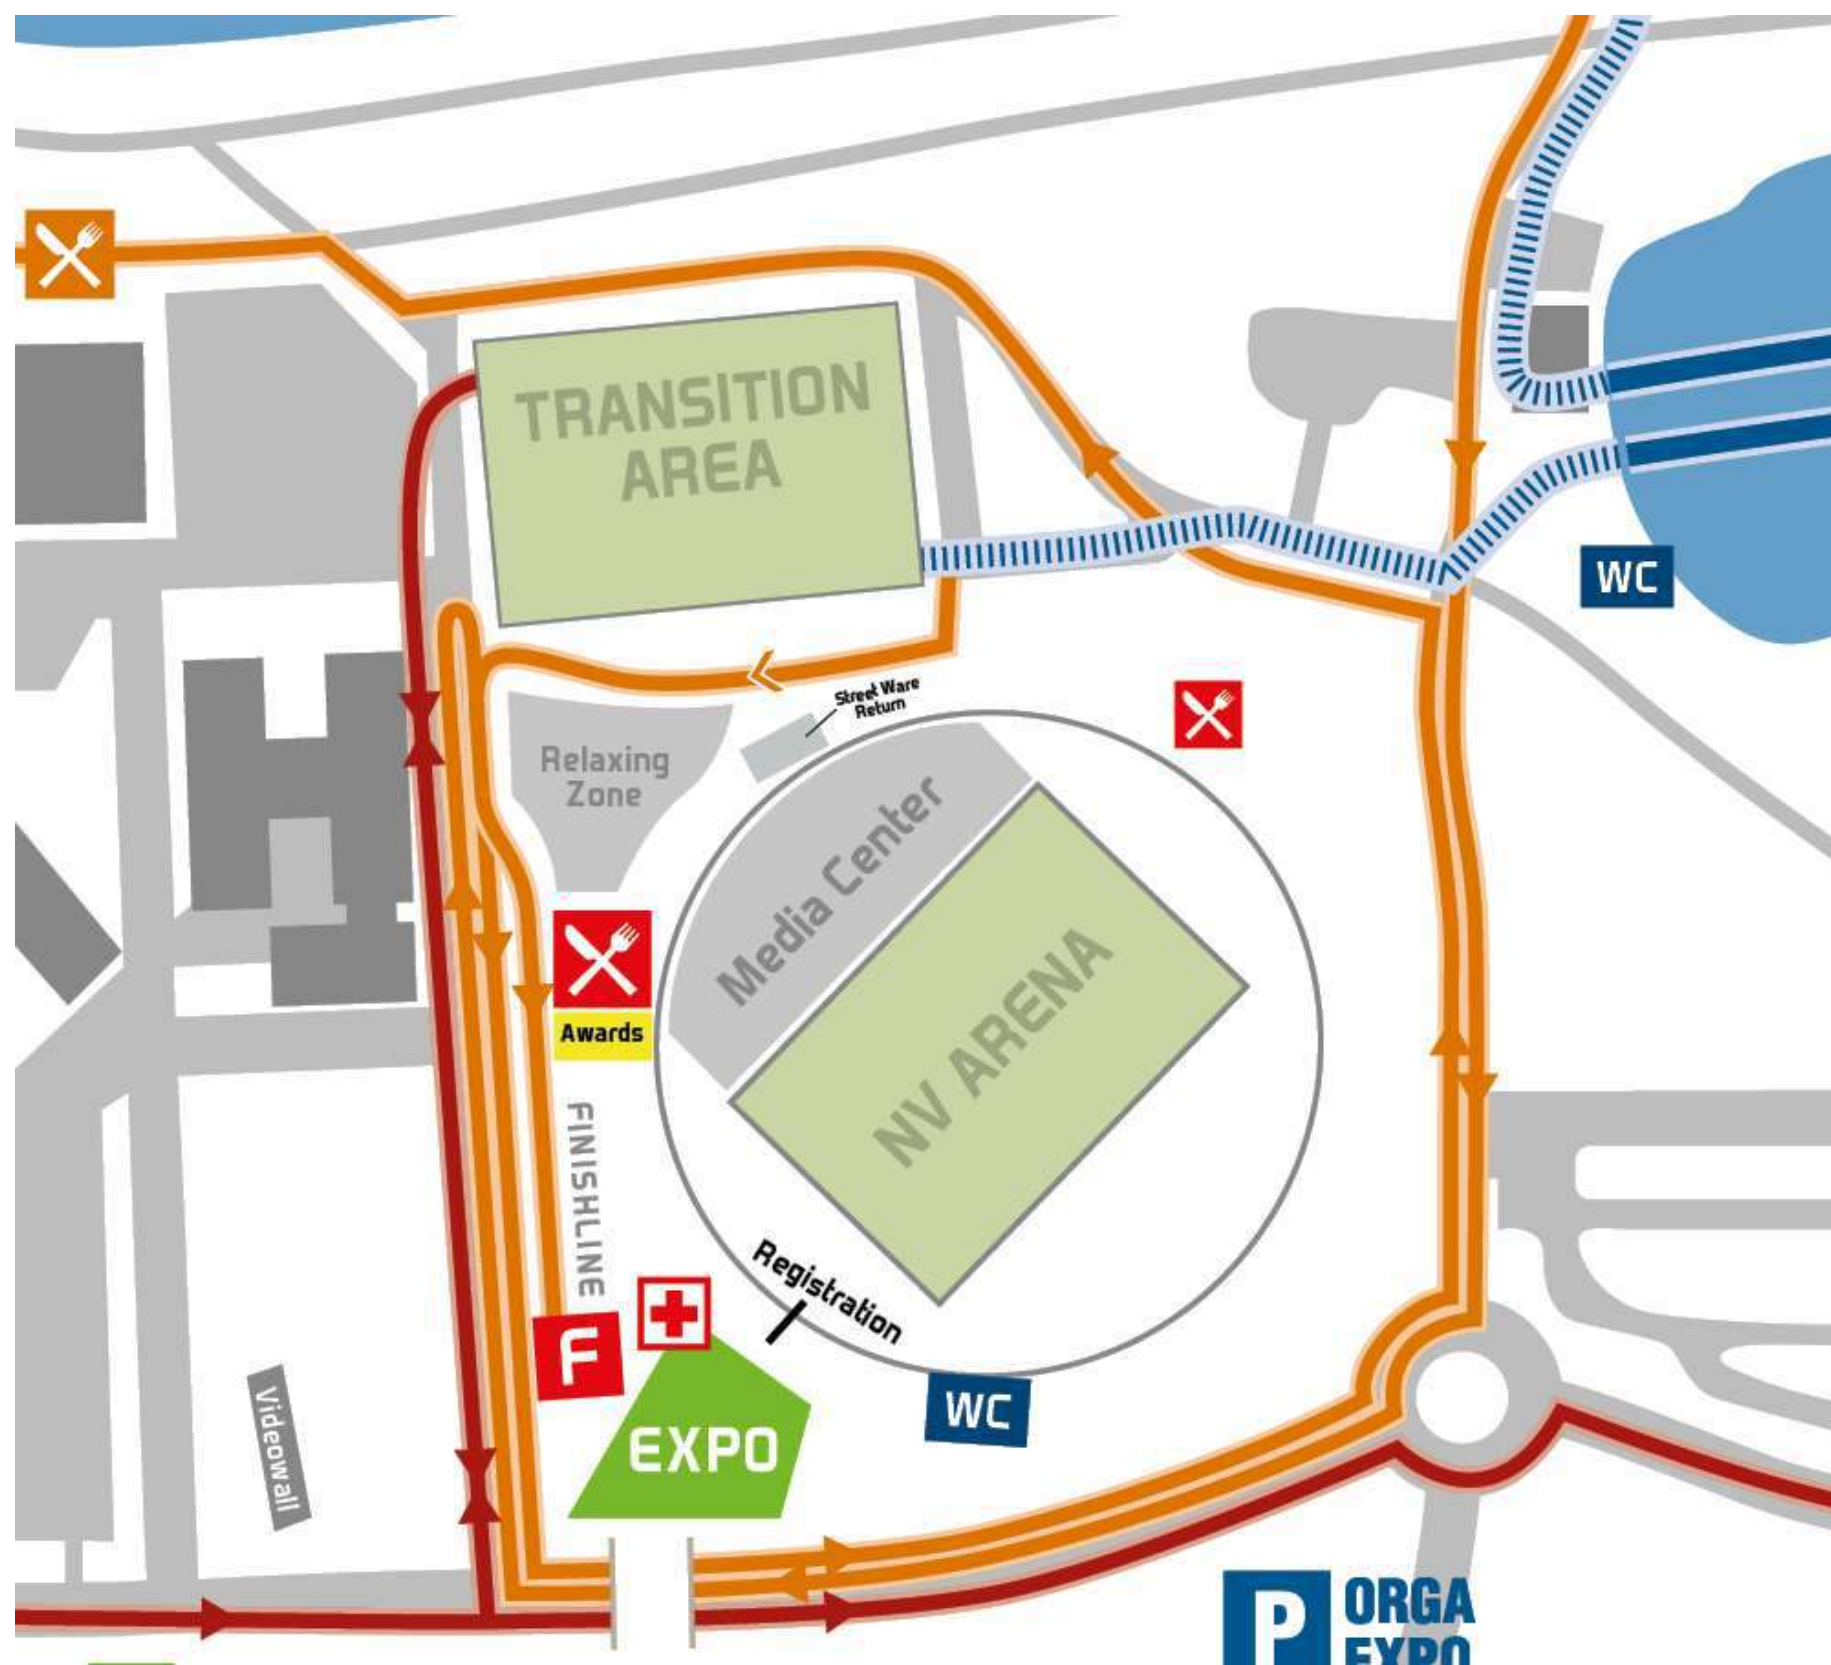 TRANSITION
AREA
WC
Street Ware
Return
Relaxing
Zone
Media Center
NV ARENA
Awards
FINISHLINE
Registration
F
EXPO
WC
Videowall
P
ORGA
EXPO